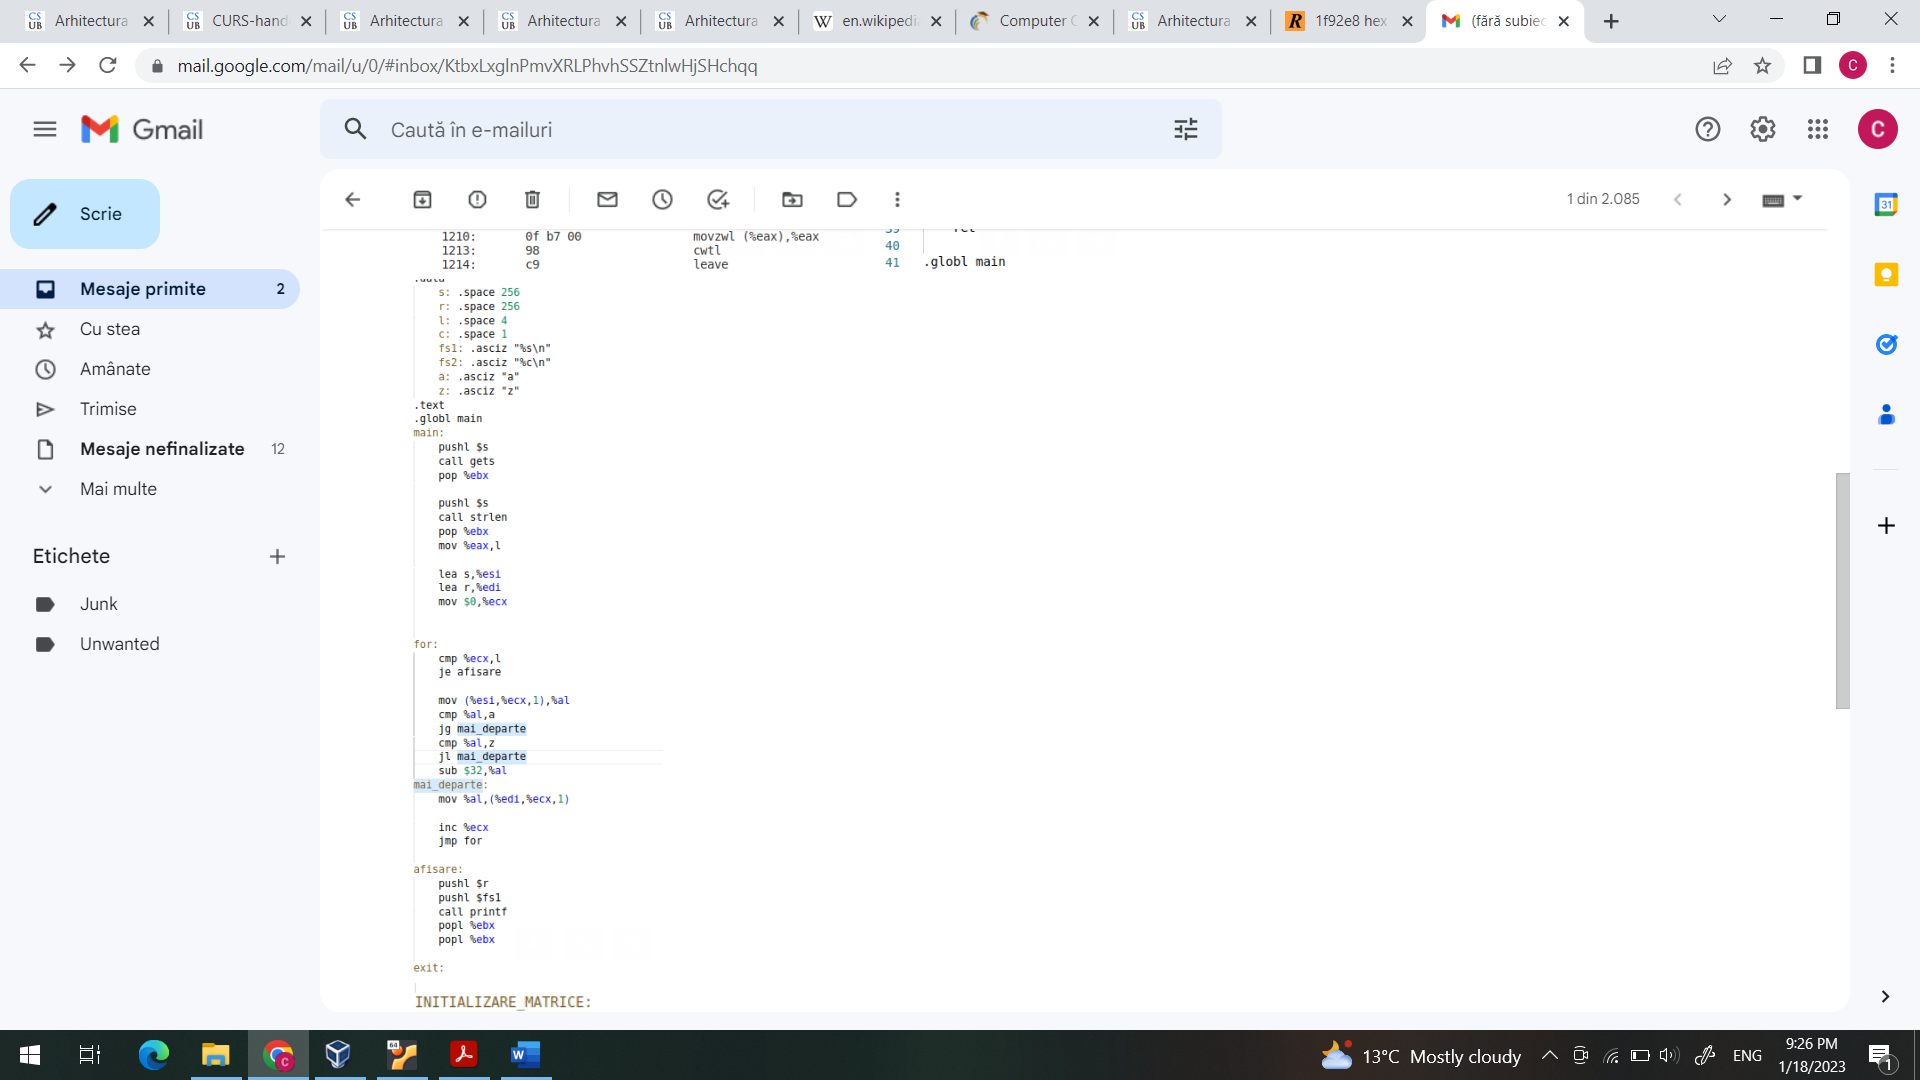 Arhitectura
CURS-hand
Arhitectura
Arhitectura
Arhitectura
en.wikipedi
Computer
Arhitectura
1f92e8 hex
(fără subiec
mail.google.com/mail/u/0/#inbox/KtbxLxglnPmvXRLPhvhSSZtnlwHjSHchqq
C
Gmail
Caută în e-mailuri
C
Scrie
1 din 2.085
Mesaje primite 2
Cu stea
Amânate
Trimise
Mesaje nefinalizate 12
Mai multe
Etichete
Junk
Unwanted
1210: 0f b7 00 movzwl (%eax),%eax
1213: 98 cwtl
1214: c9 leave
40
41 .globl main
.data
s: .space 256
r: .space 256
l: .space 4
c: .space 1
fs1: .asciz "%s\n"
fs2: .asciz "%c\n"
a: .asciz "a"
z: .asciz "z"
.text
.globl main
main:
pushl $s
call gets
pop %ebx
pushl $s
call strlen
pop %ebx
mov %eax,l
lea s,%esi
lea r,%edi
mov $0,%ecx
for:
cmp %ecx,l
je afisare
mov (%esi,%ecx,1),%al
cmp %al,a
jg mai_departe
cmp %al,z
jl mai_departe
sub $32,%al
mai_departe:
mov %al,(%edi,%ecx,1)
inc %ecx
jmp for
afisare:
pushl $r
pushl $fs1
call printf
popl %ebx
popl %ebx
exit:
INITIALIZARE_MATRICE:
31
13°C Mostly cloudy
ENG
9:26 PM
1/18/2023
1